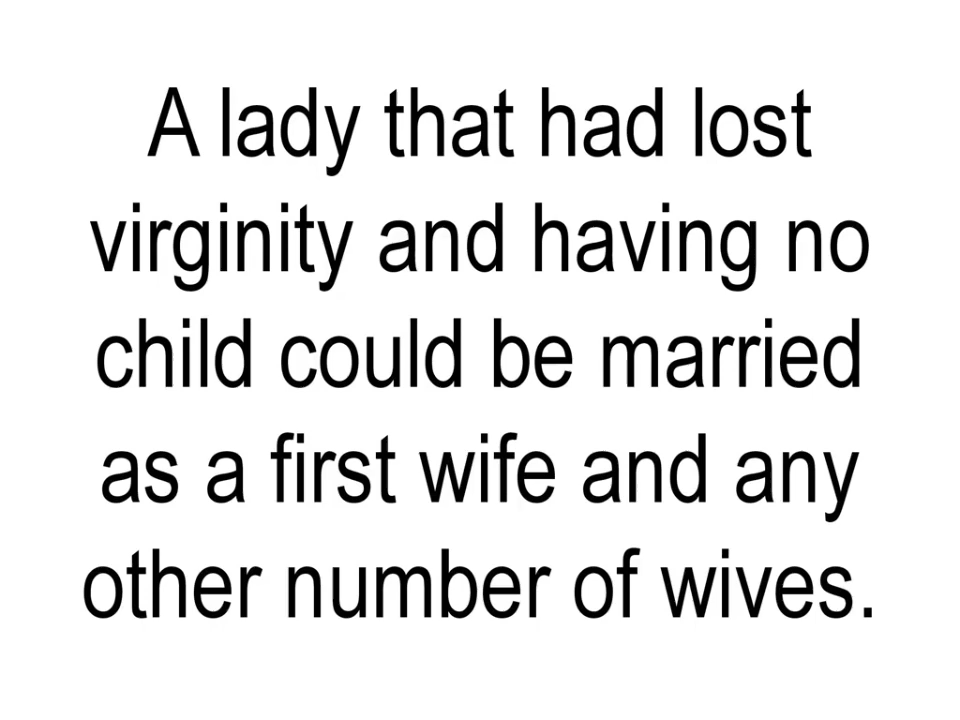 A lady that had lost
virginity and having no
child could be married
as a first wife and any
other number of wives.